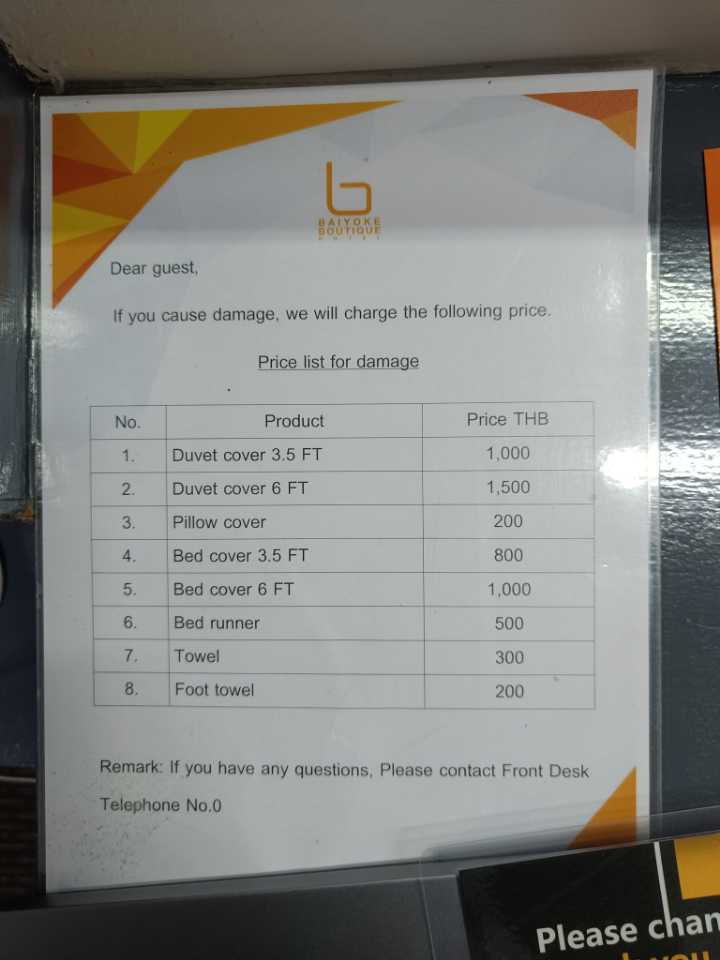 BAIYOKE
BOUTIQUE
HOTEL
Dear guest,
If you cause damage, we will charge the following price.
Price list for damage
No. Product Price THB
1. Duvet cover 3.5 FT 1,000
2. Duvet cover 6 FT 1,500
3. Pillow cover 200
4. Bed cover 3.5 FT 800
5. Bed cover 6 FT 1,000
6. Bed runner 500
7. Towel 300
8. Foot towel 200
Remark: If you have any questions, Please contact Front Desk
Telephone No.0
Please chan